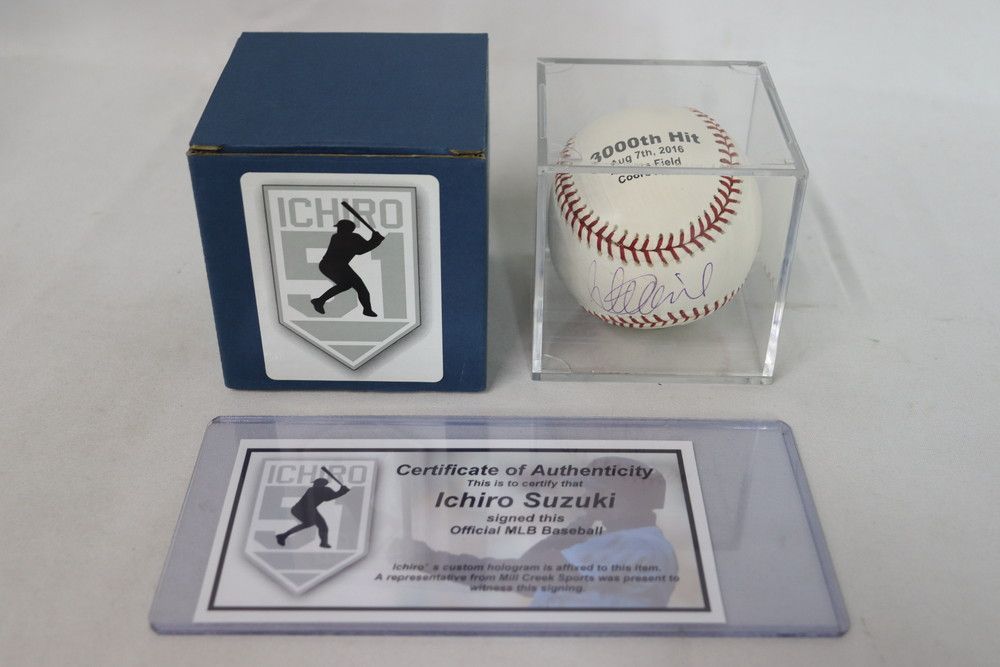 ICHIRO
51
3000th Hit
Aug 7th, 2016
Field
ICHIRO
51
Certificate of Authenticity
This is to certify that
Ichiro Suzuki
signed this
Official MLB Baseball
Ichiro' s custom hologram is affixed to this item.
A representative from Mill Creek Sports was present to
witness this signing.